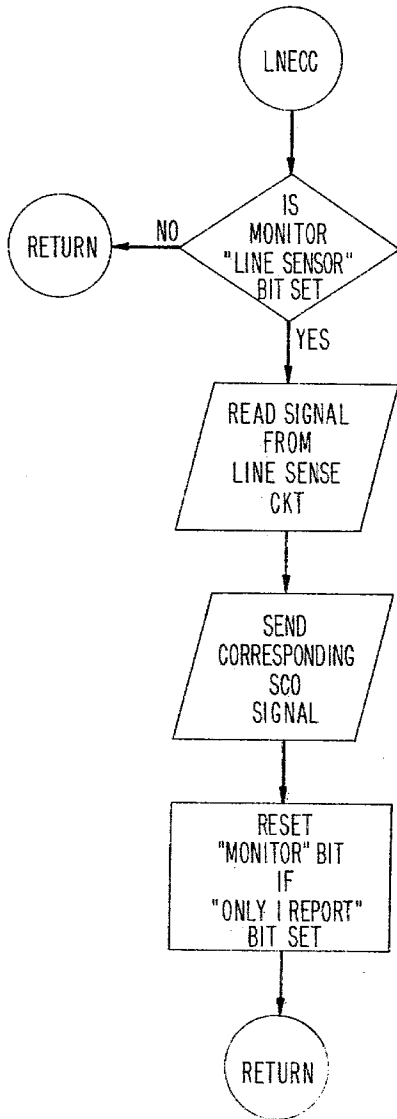 LNECC
IS
MONITOR
"LINE SENSOR"
BIT SET
NO
RETURN
YES
READ SIGNAL
FROM
LINE SENSE
CKT
SEND
CORRESPONDING
SCO
SIGNAL
RESET
"MONITOR" BIT
IF
"ONLY 1 REPORT"
BIT SET
RETURN